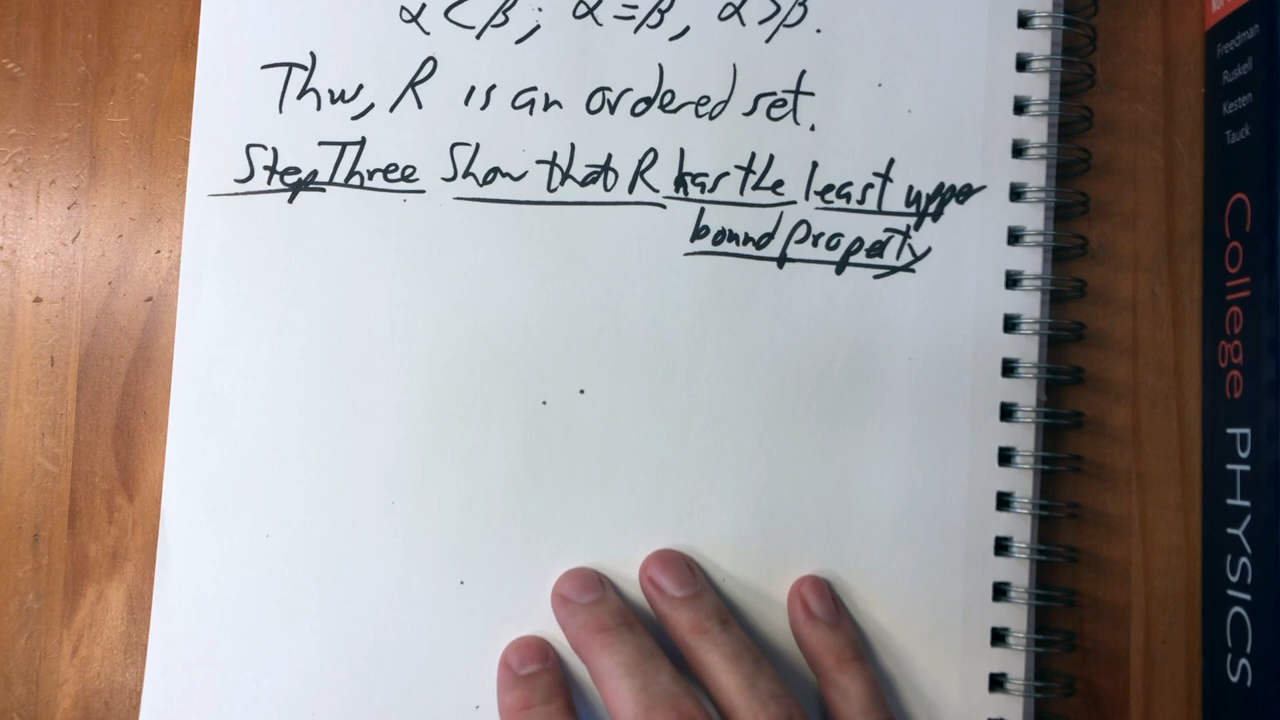 α < β; α = β, α > β.
Thus, R is an ordered set.
Step Three Show that R has the least upper
bound property
Freedman
Ruskell
Kesten
Tauck
College PHYSICS